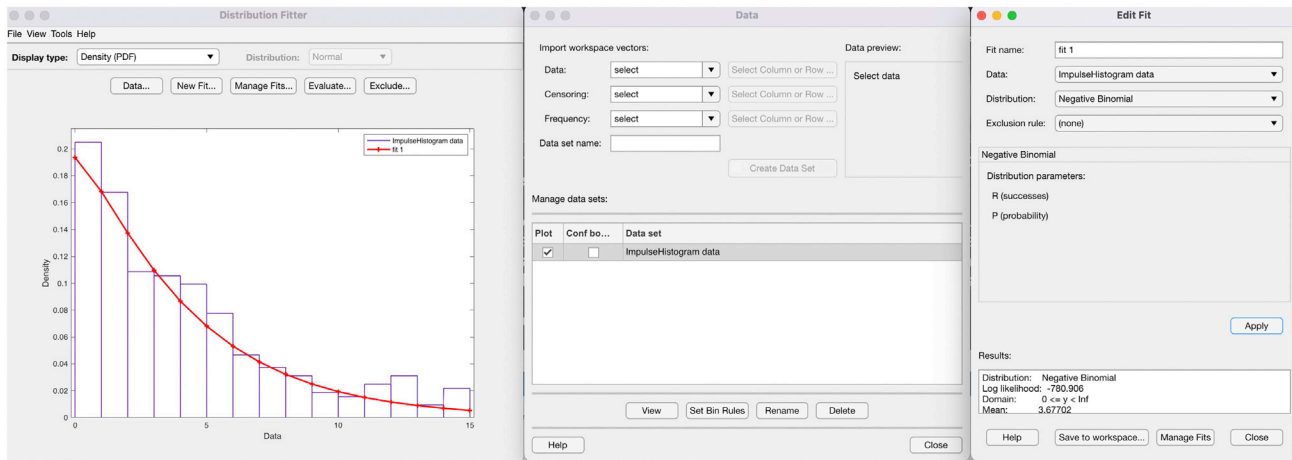 Distribution Fitter
File View Tools Help
Display type: Density (PDF) Distribution: Normal
Data... New Fit... Manage Fits... Evaluate... Exclude...
ImpulseHistogram data
fit 1
0.2
0.18
0.16
0.14
0.12
0.1
0.08
0.06
0.04
0.02
0
Density
0 5 10 15
Data
Data
Import workspace vectors: Data preview:
Data: select Select Column or Row ... Select data
Censoring: select Select Column or Row ...
Frequency: select Select Column or Row ...
Data set name:
Create Data Set
Manage data sets:
Plot Conf bo... Data set
ImpulseHistogram data
View Set Bin Rules Rename Delete
Help Close
Edit Fit
Fit name: fit 1
Data: ImpulseHistogram data
Distribution: Negative Binomial
Exclusion rule: (none)
Negative Binomial
Distribution parameters:
R (successes)
P (probability)
Apply
Results:
Distribution: Negative Binomial
Log likelihood: -780.906
Domain: 0 <= y < Inf
Mean: 3.67702
Help Save to workspace... Manage Fits Close